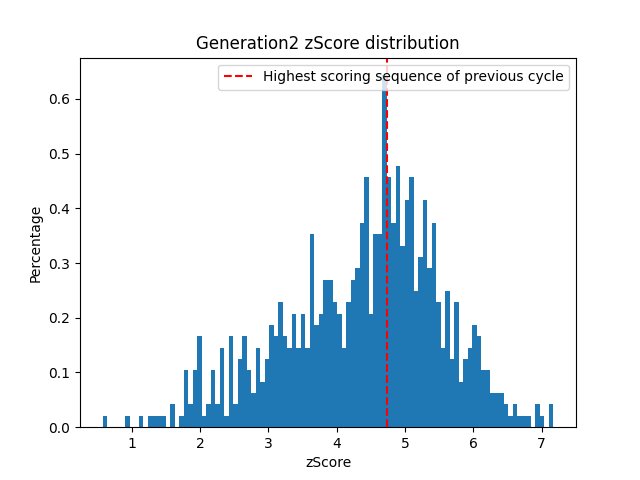 Generation2 zScore distribution
Highest scoring sequence of previous cycle
Percentage
0.6
0.5
0.4
0.3
0.2
0.1
0.0
1 2 3 4 5 6 7
zScore